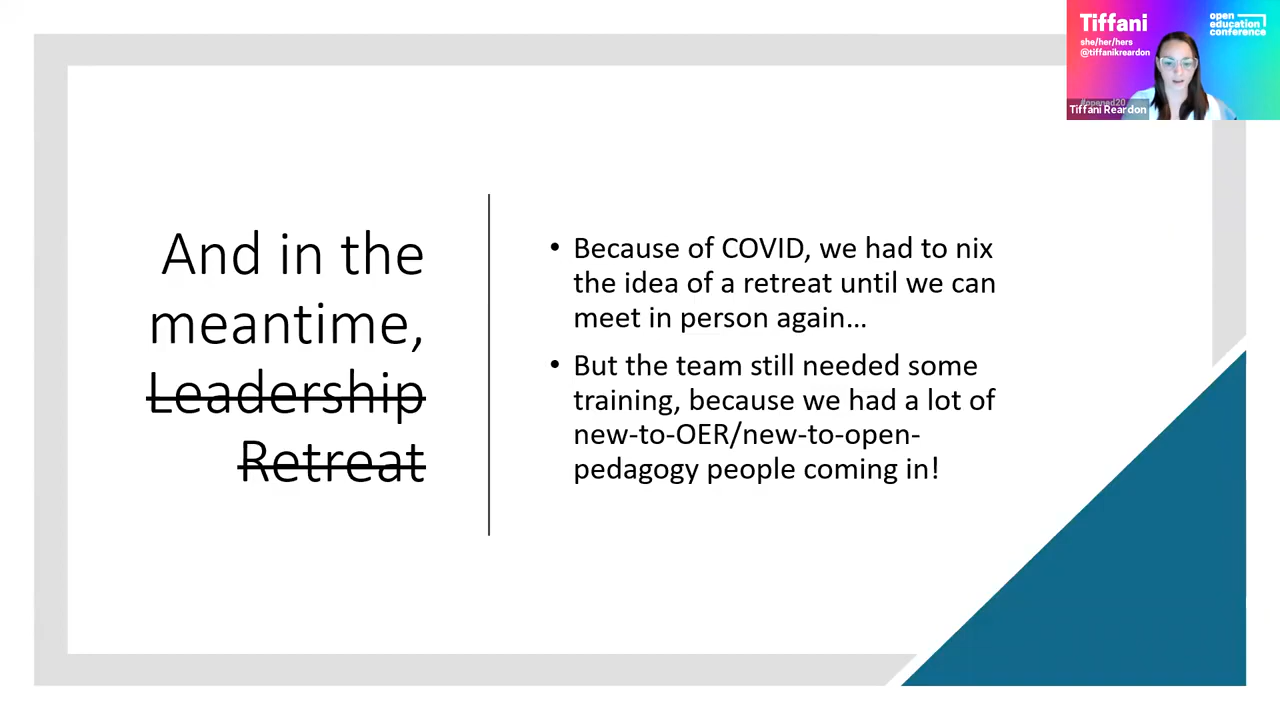 Tiffani
she/her/hers
@tiffanikreardon
open
education
conference
#opened20
Tiffani Reardon
And in the
meantime,
Leadership
Retreat
• Because of COVID, we had to nix
the idea of a retreat until we can
meet in person again…
• But the team still needed some
training, because we had a lot of
new-to-OER/new-to-open-
pedagogy people coming in!